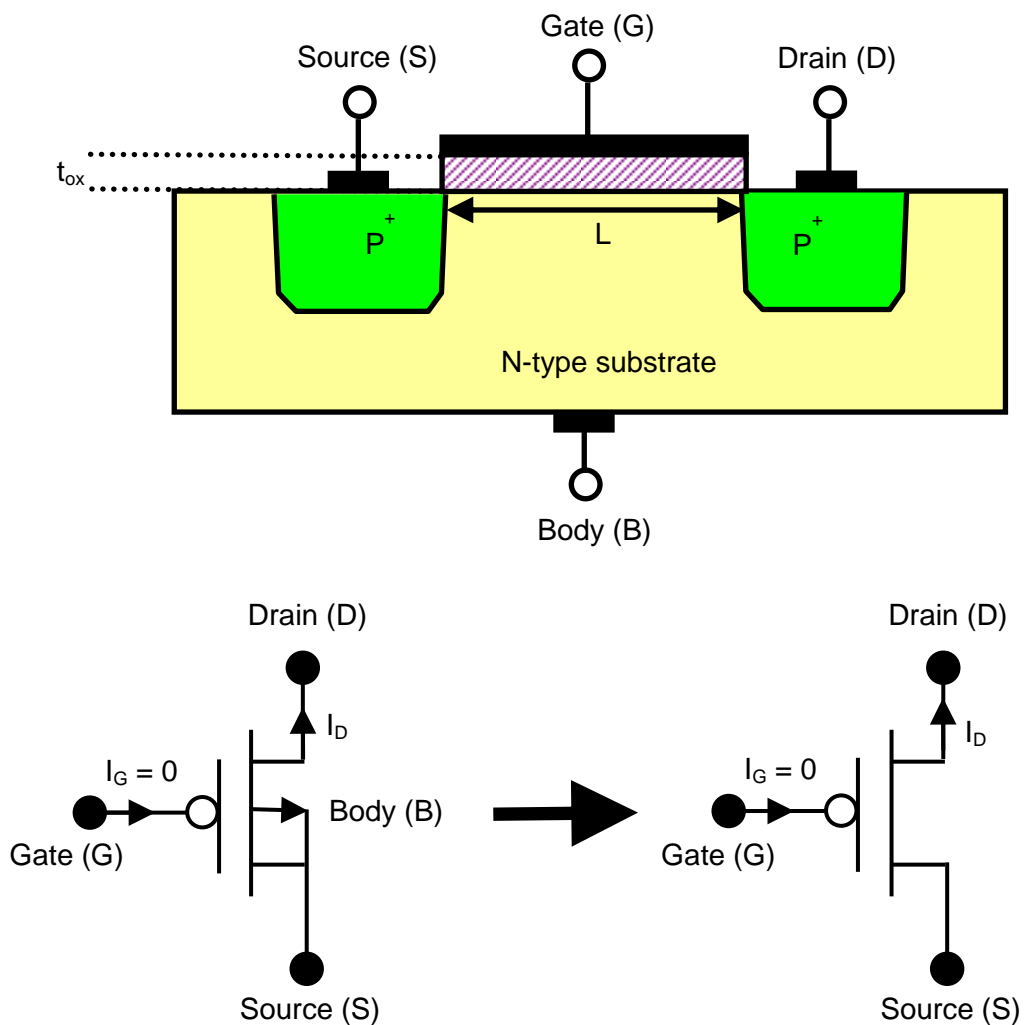 Gate (G)
Source (S)
Drain (D)
tox
P+
L
P+
N-type substrate
Body (B)
Drain (D)
ID
IG = 0
Body (B)
Gate (G)
Source (S)
Drain (D)
ID
IG = 0
Gate (G)
Source (S)